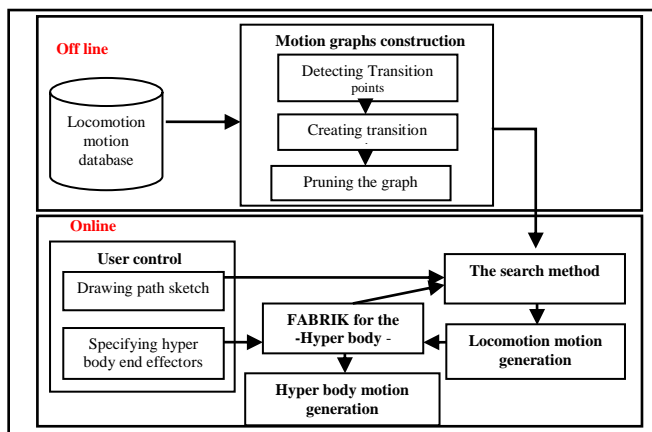 Off line
Locomotion
motion
database
Motion graphs construction
Detecting Transition
points
Creating transition
.
Pruning the graph
Online
User control
Drawing path sketch
Specifying hyper
body end effectors
FABRIK for the
-Hyper body -
Hyper body motion
generation
The search method
Locomotion motion
generation